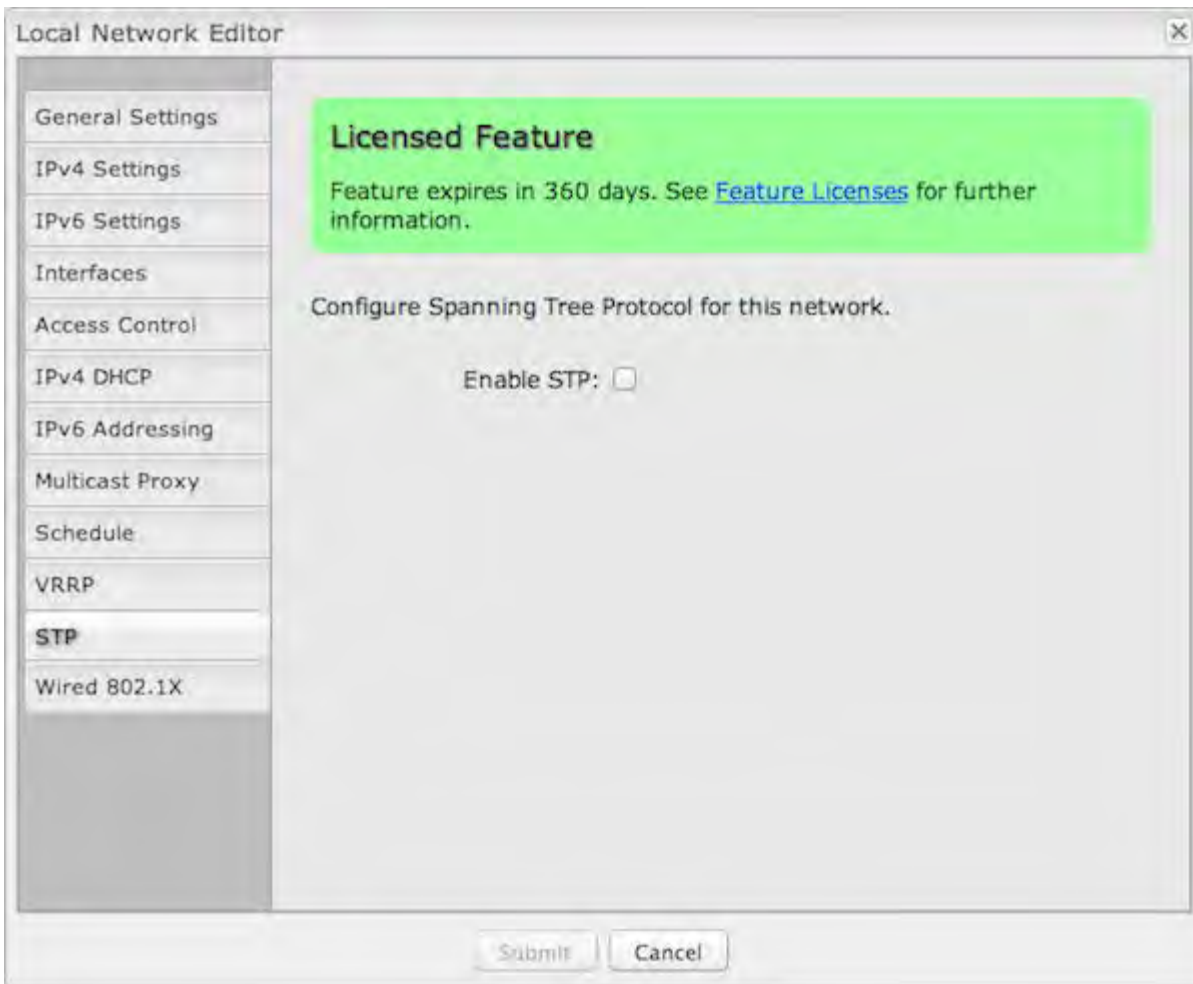 Local Network Editor
General Settings
IPv4 Settings
IPv6 Settings
Interfaces
Access Control
IPv4 DHCP
IPv6 Addressing
Multicast Proxy
Schedule
VRRP
STP
Wired 802.1X
Licensed Feature
Feature expires in 360 days. See Feature Licenses for further
information.
Configure Spanning Tree Protocol for this network.
Enable STP:
Submit
Cancel